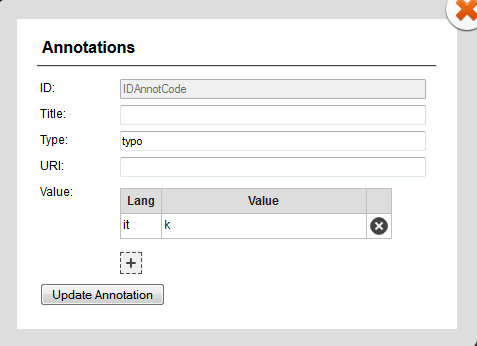 Annotations
ID: IDAnnotCode
Title:
Type: typo
URI:
Value:
Lang Value
it k
+
Update Annotation